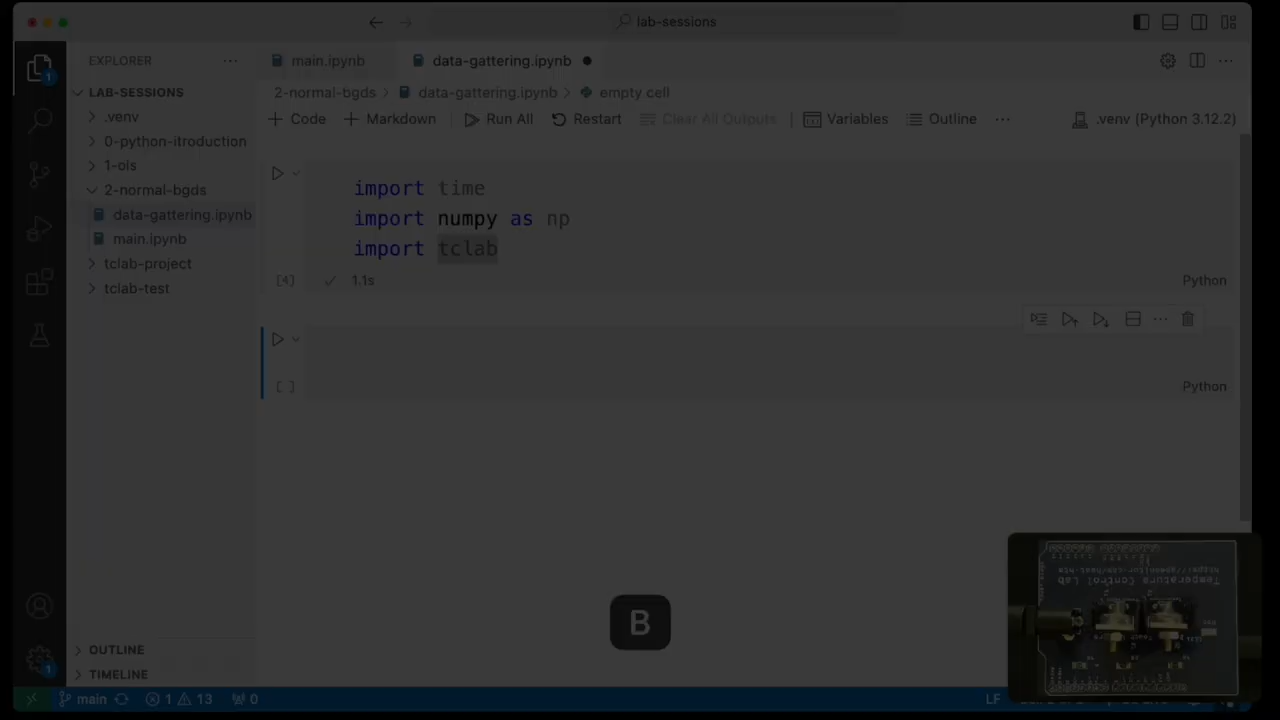 lab-sessions
EXPLORER
main.ipynb
data-gattering.ipynb
LAB-SESSIONS
2-normal-bgds > data-gattering.ipynb > empty cell
.venv
Code
Markdown
Run All
Restart
Clear All Outputs
Variables
Outline
.venv (Python 3.12.2)
0-python-itroduction
1-ols
2-normal-bgds
data-gattering.ipynb
main.ipynb
tclab-project
tclab-test
import time
import numpy as np
import tclab
[4]
1.1s
Python
[ ]
Python
B
Temperature Control Lab
OUTLINE
TIMELINE
1
1
main
1
13
0
LF